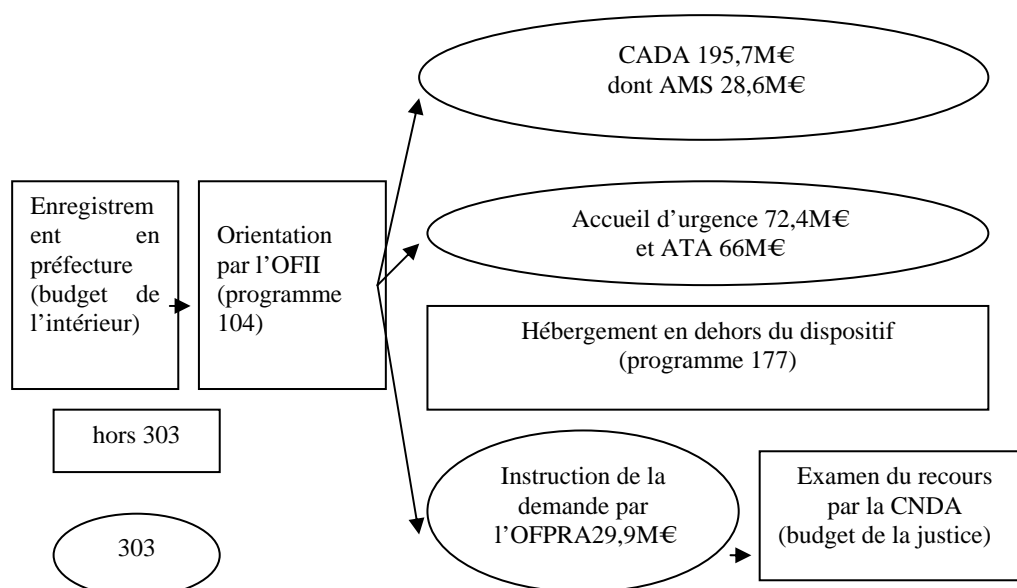 CADA 195,7M€
dont AMS 28,6M€
Enregistrem
ent en
préfecture
(budget de
l’intérieur)
Orientation
par l’OFII
(programme
104)
Accueil d’urgence 72,4M€
et ATA 66M€
Hébergement en dehors du dispositif
(programme 177)
hors 303
303
Instruction de la
demande par
l’OFPRA29,9M€
Examen du recours
par la CNDA
(budget de la justice)